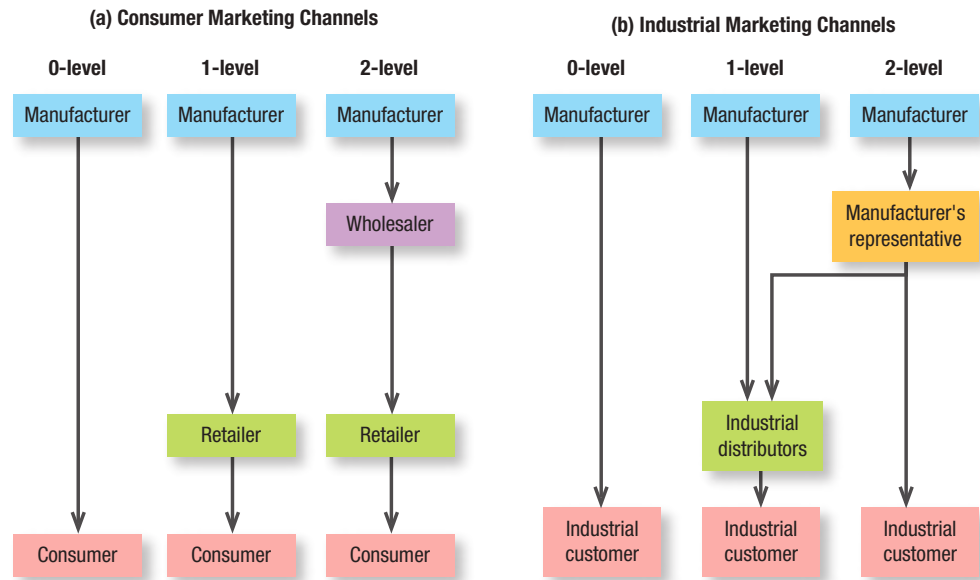 (a) Consumer Marketing Channels
0-level
1-level
2-level
Manufacturer
Manufacturer
Manufacturer
Wholesaler
Retailer
Retailer
Consumer
Consumer
Consumer
(b) Industrial Marketing Channels
0-level
1-level
2-level
Manufacturer
Manufacturer
Manufacturer
Manufacturer's
representative
Industrial
distributors
Industrial
customer
Industrial
customer
Industrial
customer